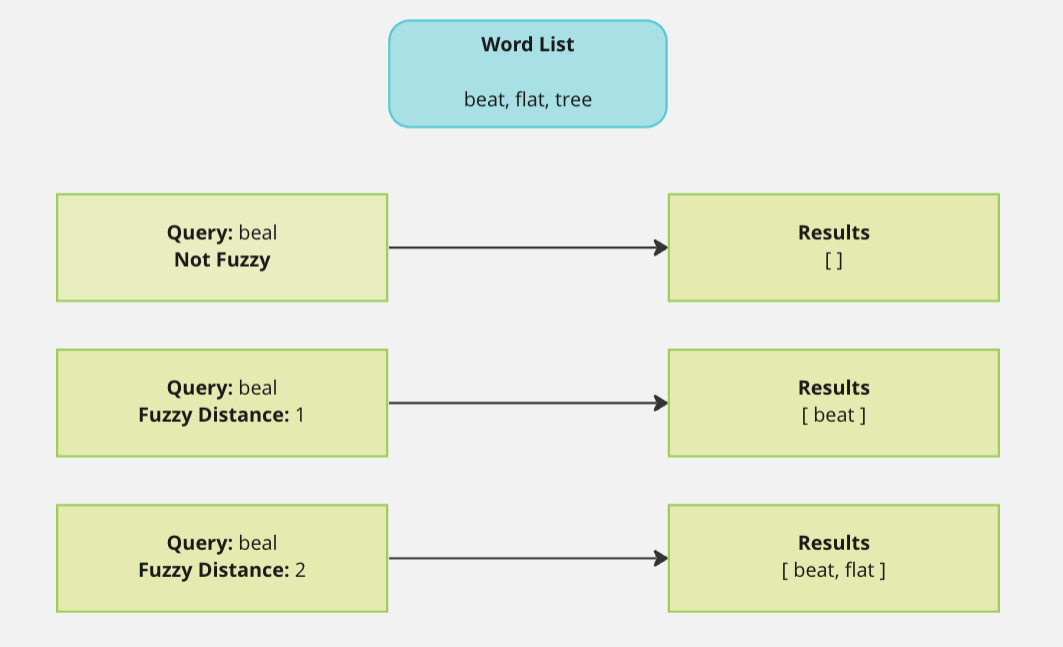 Word List
beat, flat, tree
Query: beal
Not Fuzzy
Results
[ ]
Query: beal
Fuzzy Distance: 1
Results
[ beat ]
Query: beal
Fuzzy Distance: 2
Results
[ beat, flat ]